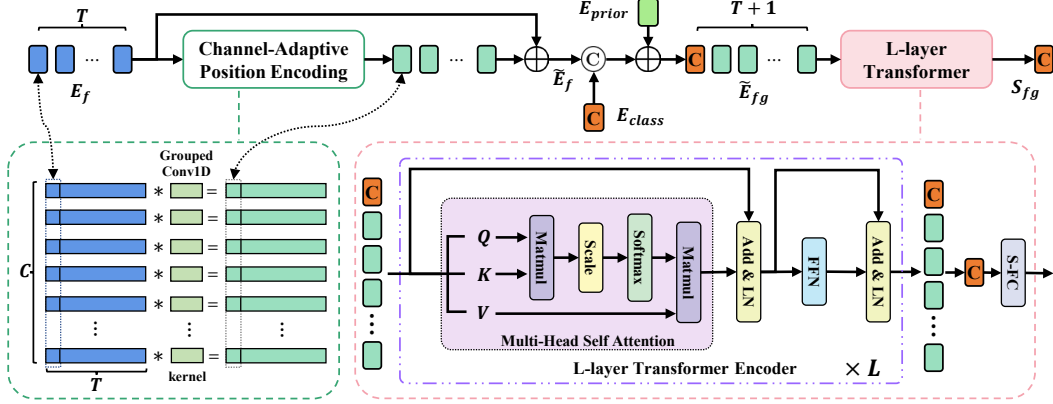 T
E_f
...
Channel-Adaptive
Position Encoding
...
Ẽ_f
C
C
E_class
E_prior
C
T + 1
...
Ẽ_fg
L-layer
Transformer
C
S_fg
Grouped
Conv1D
C
* =
* =
* =
* =
* =
⋮ ⋮ ⋮
* =
T
kernel
C
Q
K
V
Matmul
Scale
Softmax
Matmul
Multi-Head Self Attention
Add & LN
FFN
Add & LN
L-layer Transformer Encoder
× L
C
C
S-FC